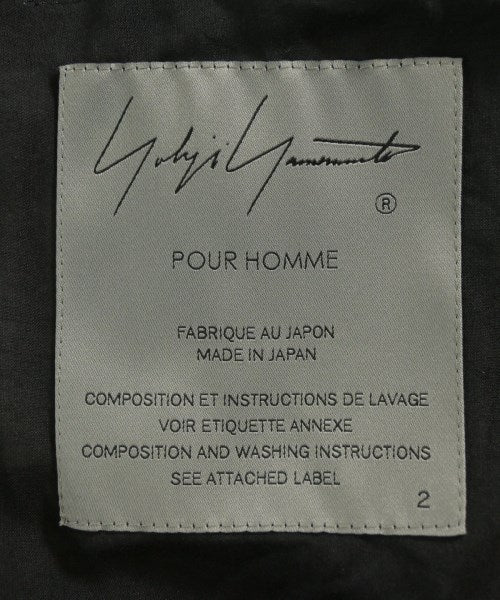 Yohji Yamamoto
®
POUR HOMME
FABRIQUE AU JAPON
MADE IN JAPAN
COMPOSITION ET INSTRUCTIONS DE LAVAGE
VOIR ETIQUETTE ANNEXE
COMPOSITION AND WASHING INSTRUCTIONS
SEE ATTACHED LABEL
2